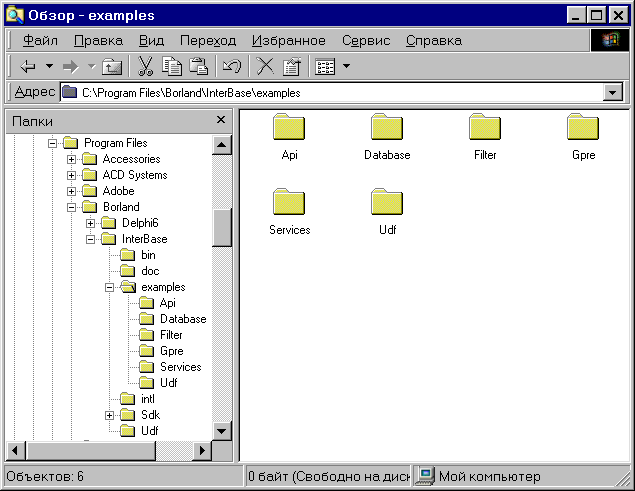 Обзор - examples
Файл Правка Вид Переход Избранное Сервис Справка
Адрес C:\Program Files\Borland\InterBase\examples
Папки
Program Files
Accessories
ACD Systems
Adobe
Borland
Delphi6
InterBase
bin
doc
examples
Api
Database
Filter
Gpre
Services
Udf
intl
Sdk
Udf
Api Database Filter Gpre
Services Udf
Объектов: 6 0 байт (Свободно на диск Мой компьютер